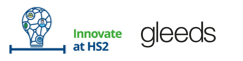 Innovate
at HS2
gleeds